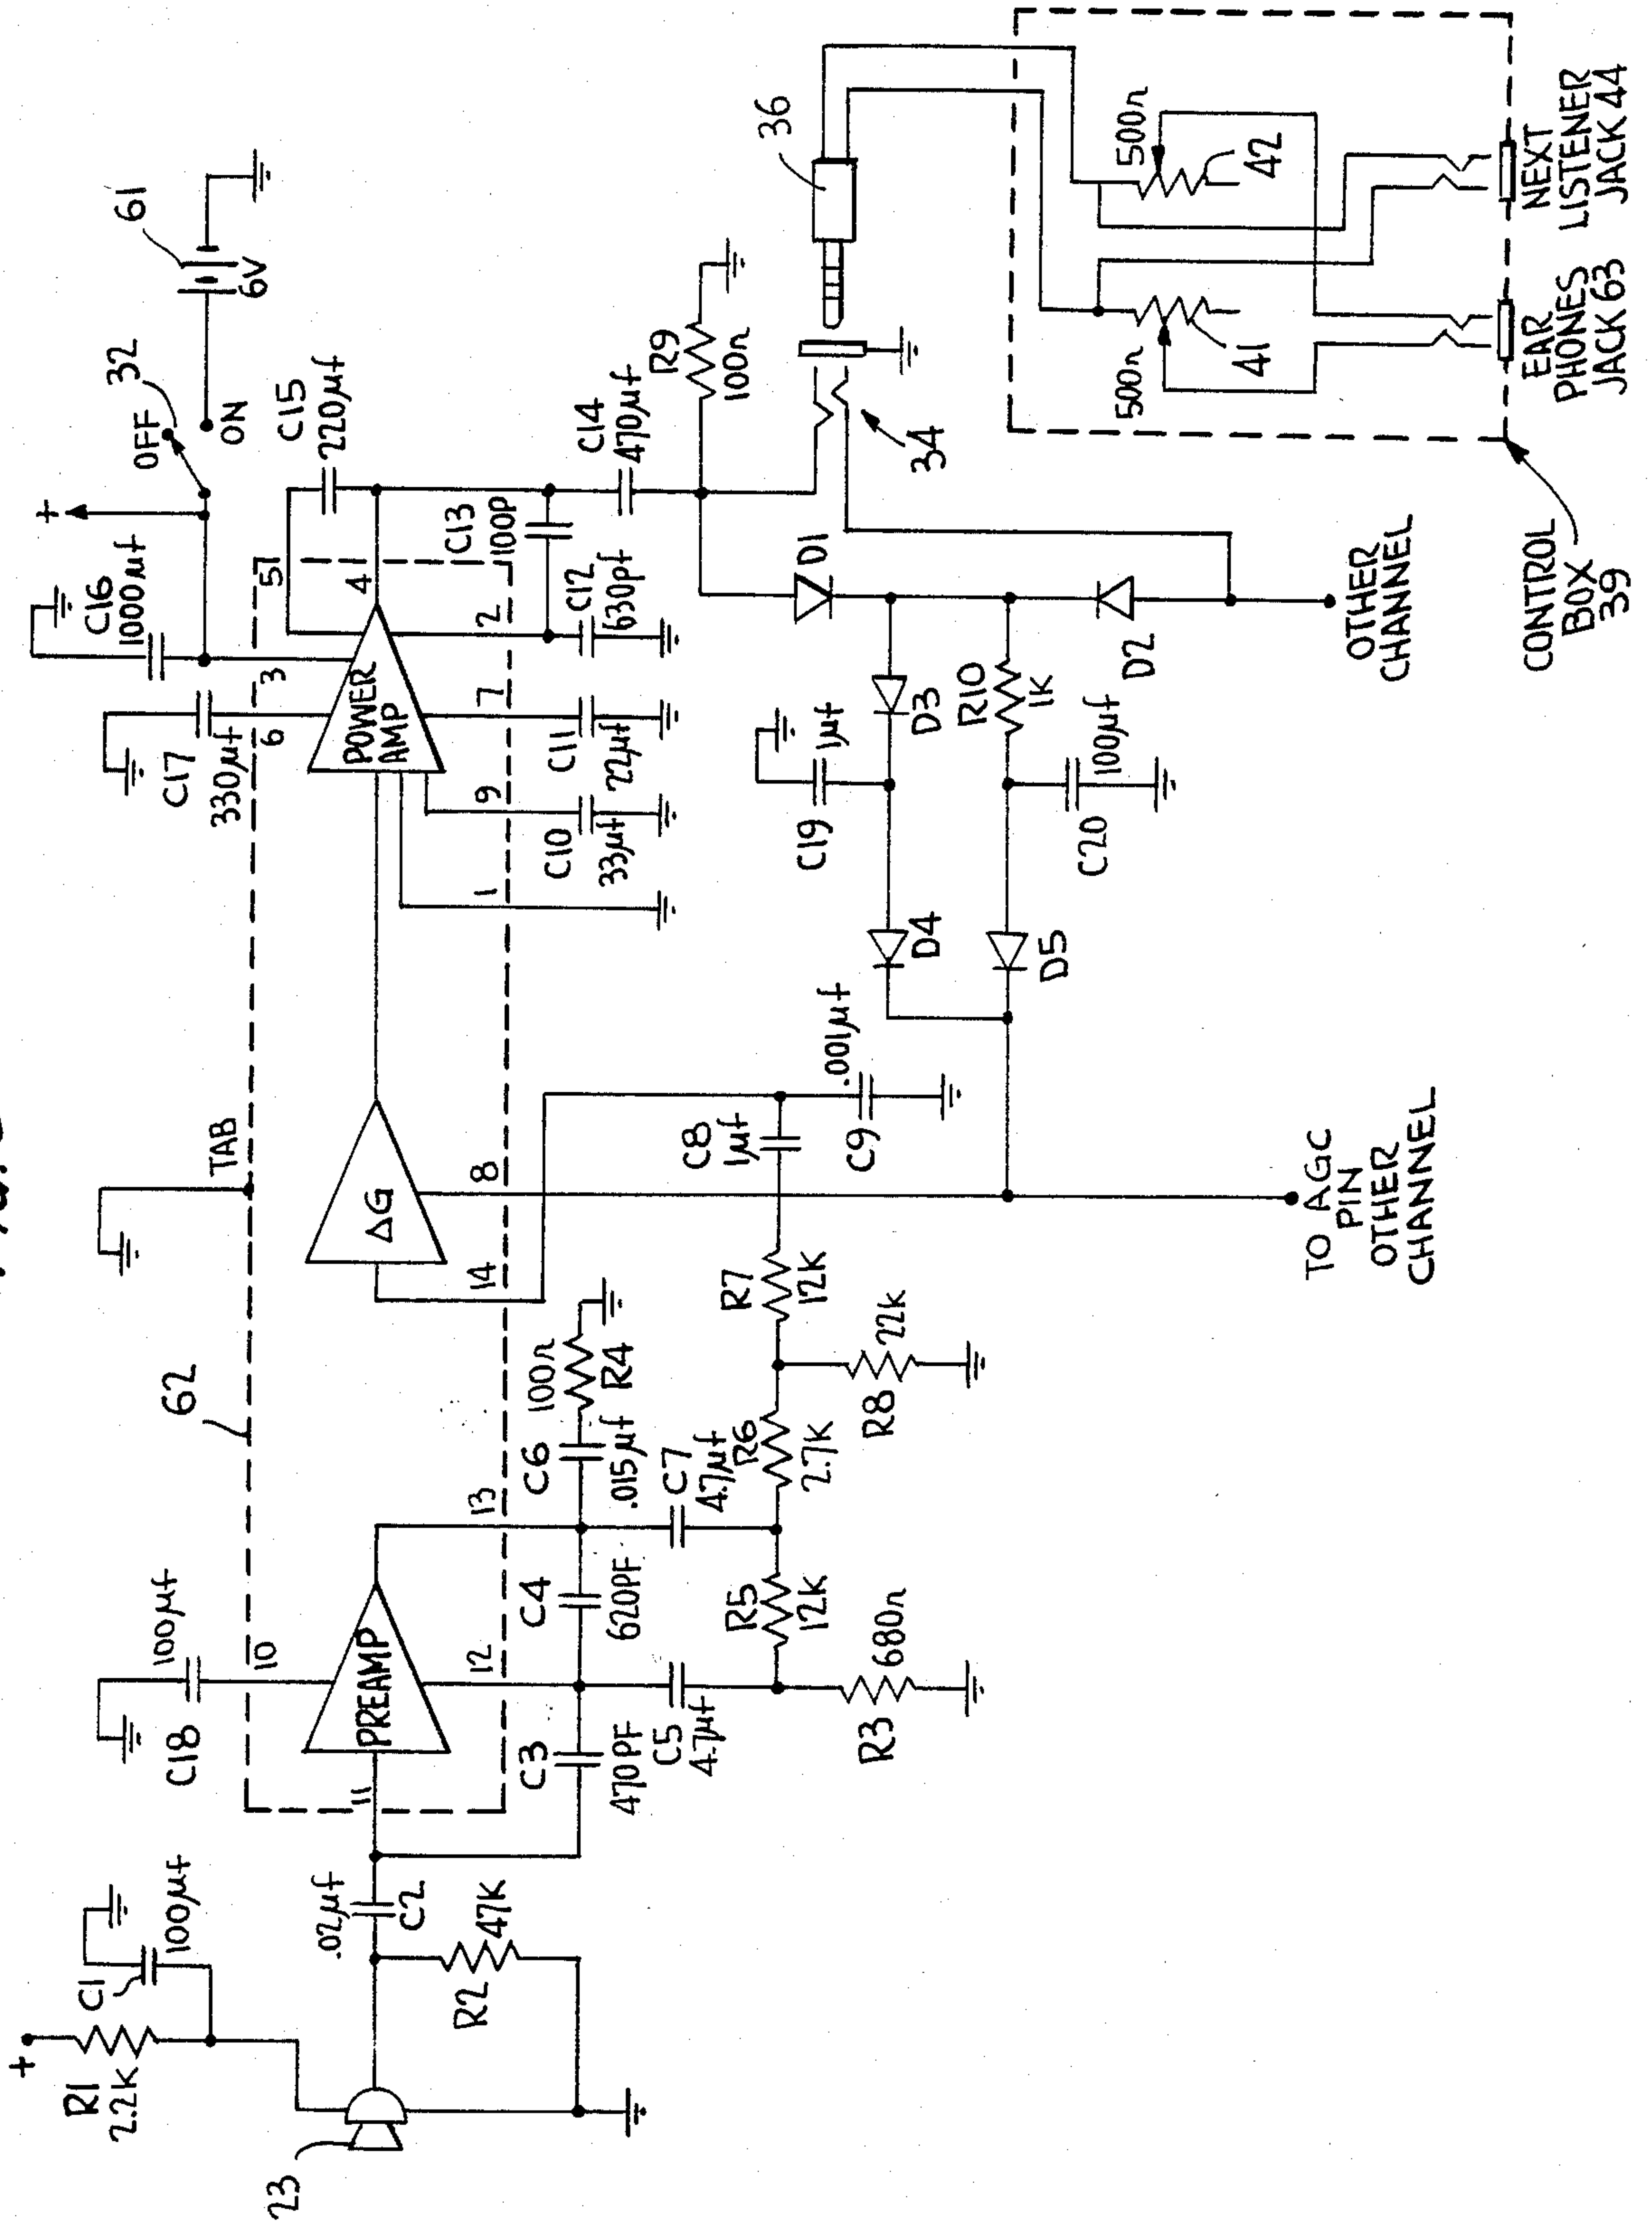 +
R1
2.2K
C1
100µf
23
R2
47K
.02µf
C2
C18
100µf
10
11
PREAMP
12
13
C3
470PF
C4
620PF
C5
4.7µf
R3
680Ω
R5
12K
C6
.015µf
100Ω
R4
C7
4.7µf
R6
2.7K
R8
22K
R7
12K
62
TAB
ΔG
14
8
C8
1µf
C9
.001µf
TO AGC
PIN
OTHER
CHANNEL
C17
330µf
6
C16
1000µf
3
+
OFF
32
ON
61
6V
POWER
AMP
5
4
1
9
7
2
C10
33µf
C11
22µf
C12
630pf
C13
100P
C15
220µf
C14
470µf
R9
100Ω
C19
1µf
D1
D2
D3
D4
D5
R10
1K
C20
100µf
OTHER
CHANNEL
34
36
500Ω
41
500Ω
42
CONTROL
BOX
39
EAR
PHONES
JACK 63
NEXT
LISTENER
JACK 44